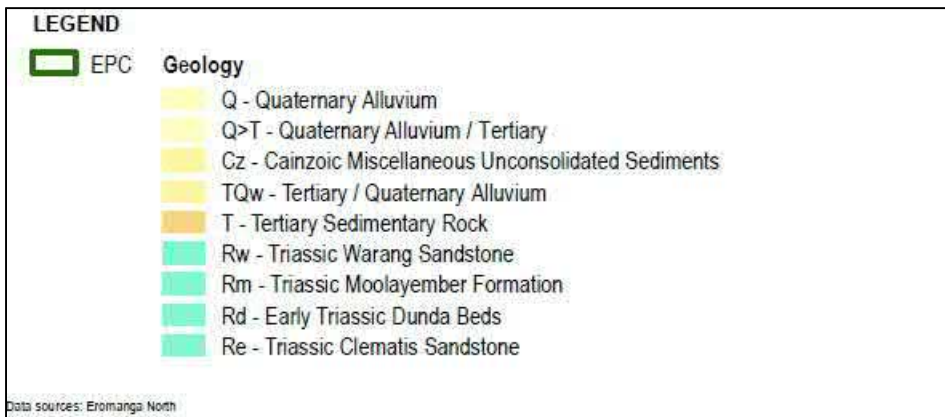 LEGEND
EPC Geology
Q - Quaternary Alluvium
Q>T - Quaternary Alluvium / Tertiary
Cz - Cainzoic Miscellaneous Unconsolidated Sediments
TQw - Tertiary / Quaternary Alluvium
T - Tertiary Sedimentary Rock
Rw - Triassic Warang Sandstone
Rm - Triassic Moolayember Formation
Rd - Early Triassic Dunda Beds
Re - Triassic Clematis Sandstone
Data sources: Eromanga North